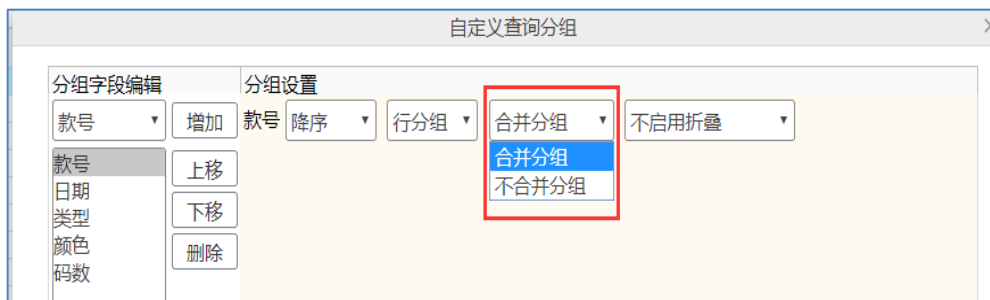 自定义查询分组
分组字段编辑 分组设置
款号 增加 款号 降序 行分组 合并分组 不启用折叠
合并分组
不合并分组
款号
日期
类型
颜色
码数
上移
下移
删除